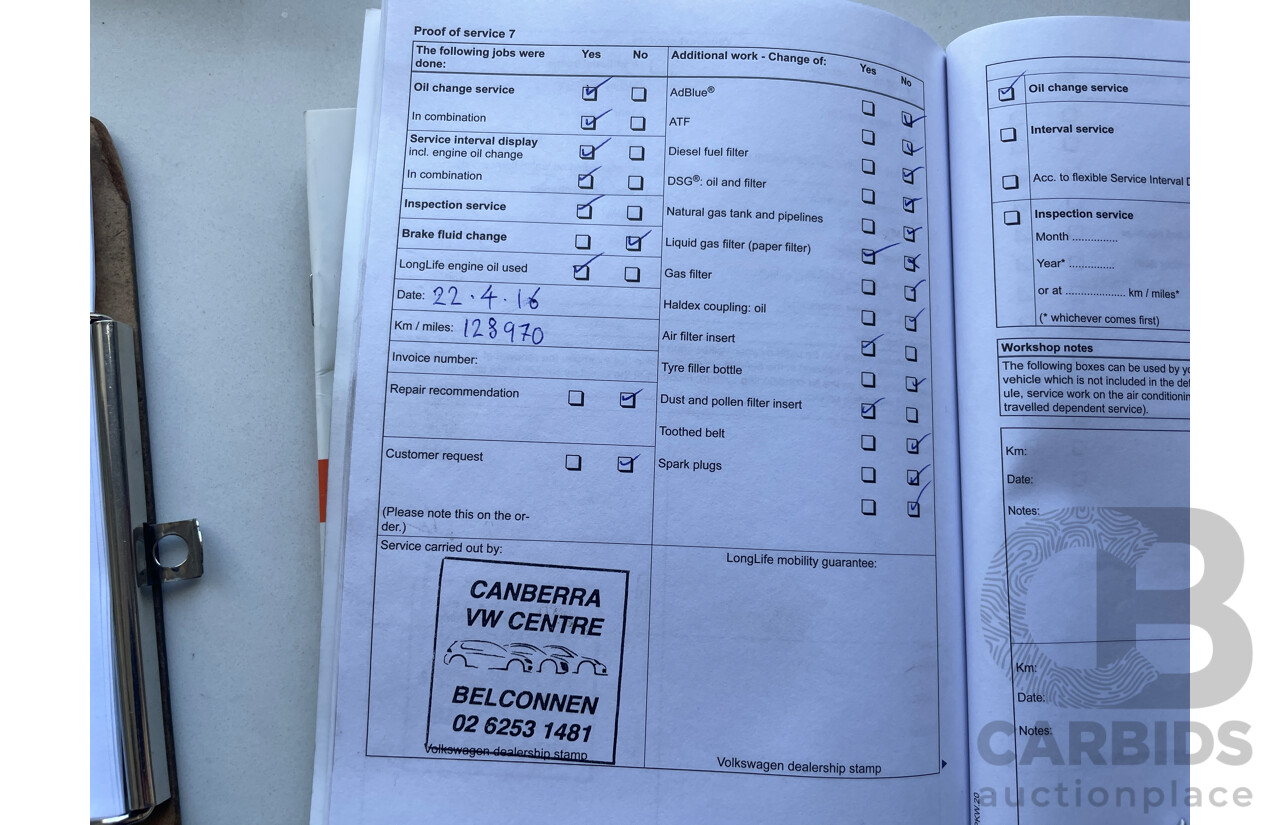 Proof of service 7
The following jobs were done: Yes No
Oil change service
In combination
Service interval display
incl. engine oil change
In combination
Inspection service
Brake fluid change
LongLife engine oil used
Date: 22.4.16
Km / miles: 128970
Invoice number:
Repair recommendation
Customer request
(Please note this on the or-
der.)
Service carried out by:
CANBERRA
VW CENTRE
BELCONNEN
02 6253 1481
Volkswagen dealership stamp
Additional work - Change of: Yes No
AdBlue®
ATF
Diesel fuel filter
DSG®: oil and filter
Natural gas tank and pipelines
Liquid gas filter (paper filter)
Gas filter
Haldex coupling: oil
Air filter insert
Tyre filler bottle
Dust and pollen filter insert
Toothed belt
Spark plugs
LongLife mobility guarantee:
Volkswagen dealership stamp
Oil change service
Interval service
Acc. to flexible Service Interval D
Inspection service
Month ...............
Year* ...............
or at .................... km / miles*
(* whichever comes first)
Workshop notes
The following boxes can be used by yo
vehicle which is not included in the del
ule, service work on the air conditionin
travelled dependent service).
Km:
Date:
Notes:
Km:
Date:
Notes:
CB
CARBIDS
auctionplace